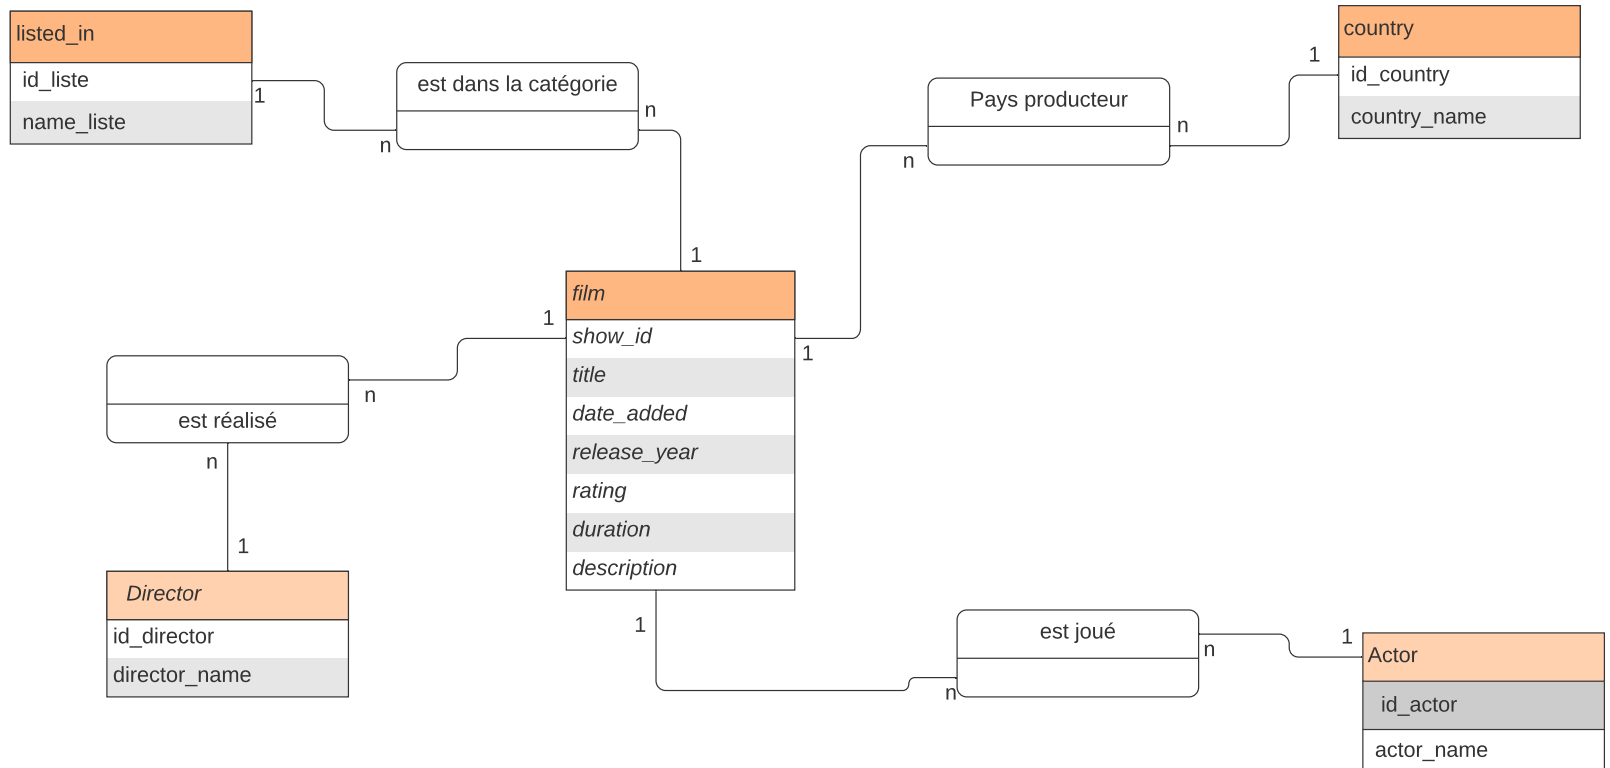 listed_in
id_liste
name_liste
1
n
est dans la catégorie
n
1
Pays producteur
n
n
1
country
id_country
country_name
film
show_id
title
date_added
release_year
rating
duration
description
1
1
n
est réalisé
n
1
Director
id_director
director_name
1
n
est joué
n
1
Actor
id_actor
actor_name